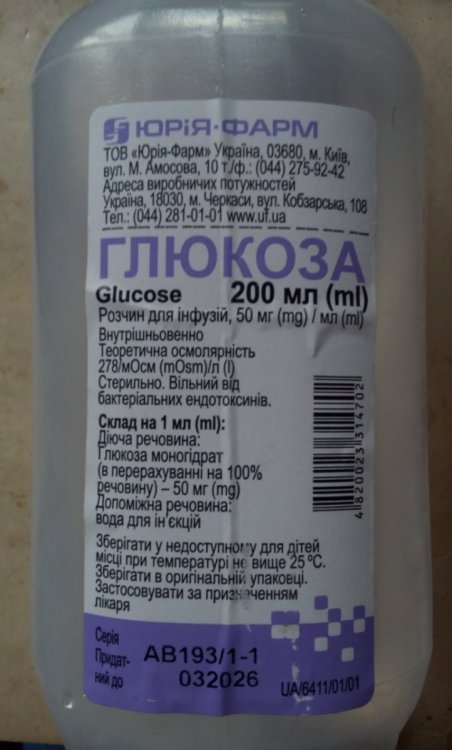 ЮРіЯ·ФАРМ
ТОВ «Юрія-Фарм» Україна, 03680, м. Київ,
вул. М. Амосова, 10 т./ф.: (044) 275-92-42
Адреса виробничих потужностей
Україна, 18030, м. Черкаси, вул. Кобзарська, 108
Тел.: (044) 281-01-01 www.uf.ua
ГЛЮКОЗА
Glucose 200 мл (ml)
Розчин для інфузій, 50 мг (mg) / мл (ml)
Внутрішньовенно
Теоретична осмолярність
278/мОсм (mOsm)/л (l)
Стерильно. Вільний від
бактеріальних ендотоксинів.
Склад на 1 мл (ml):
Діюча речовина:
Глюкоза моногідрат
(в перерахуванні на 100%
речовину) – 50 мг (mg)
Допоміжна речовина:
вода для ін'єкцій
4 820023 314702
Зберігати у недоступному для дітей
місці при температурі не вище 25 ºС.
Зберігати в оригінальній упаковці.
Застосовувати за призначенням
лікаря
Серія AB193/1-1
Придат-
ний до 032026
UA/6411/01/01